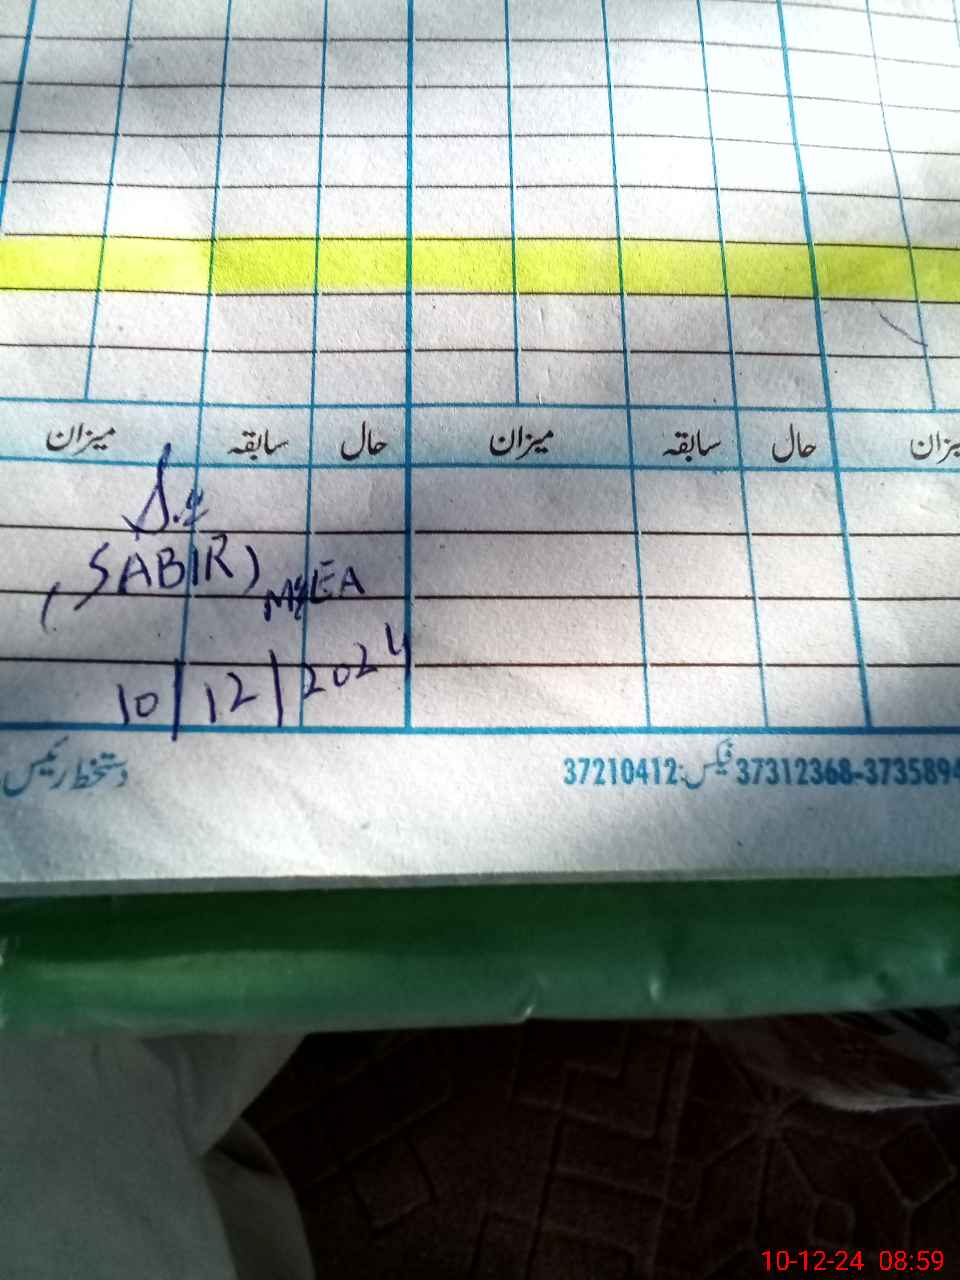 میزان سابقہ حال میزان سابقہ حال
(SABIR) M&EA
10/12/2024
دستخط رئیس 37210412:فیکس 37312368-3735894
10-12-24 08:59